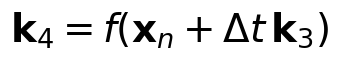 𝐤₄ = f(𝐱ₙ + Δt 𝐤₃)